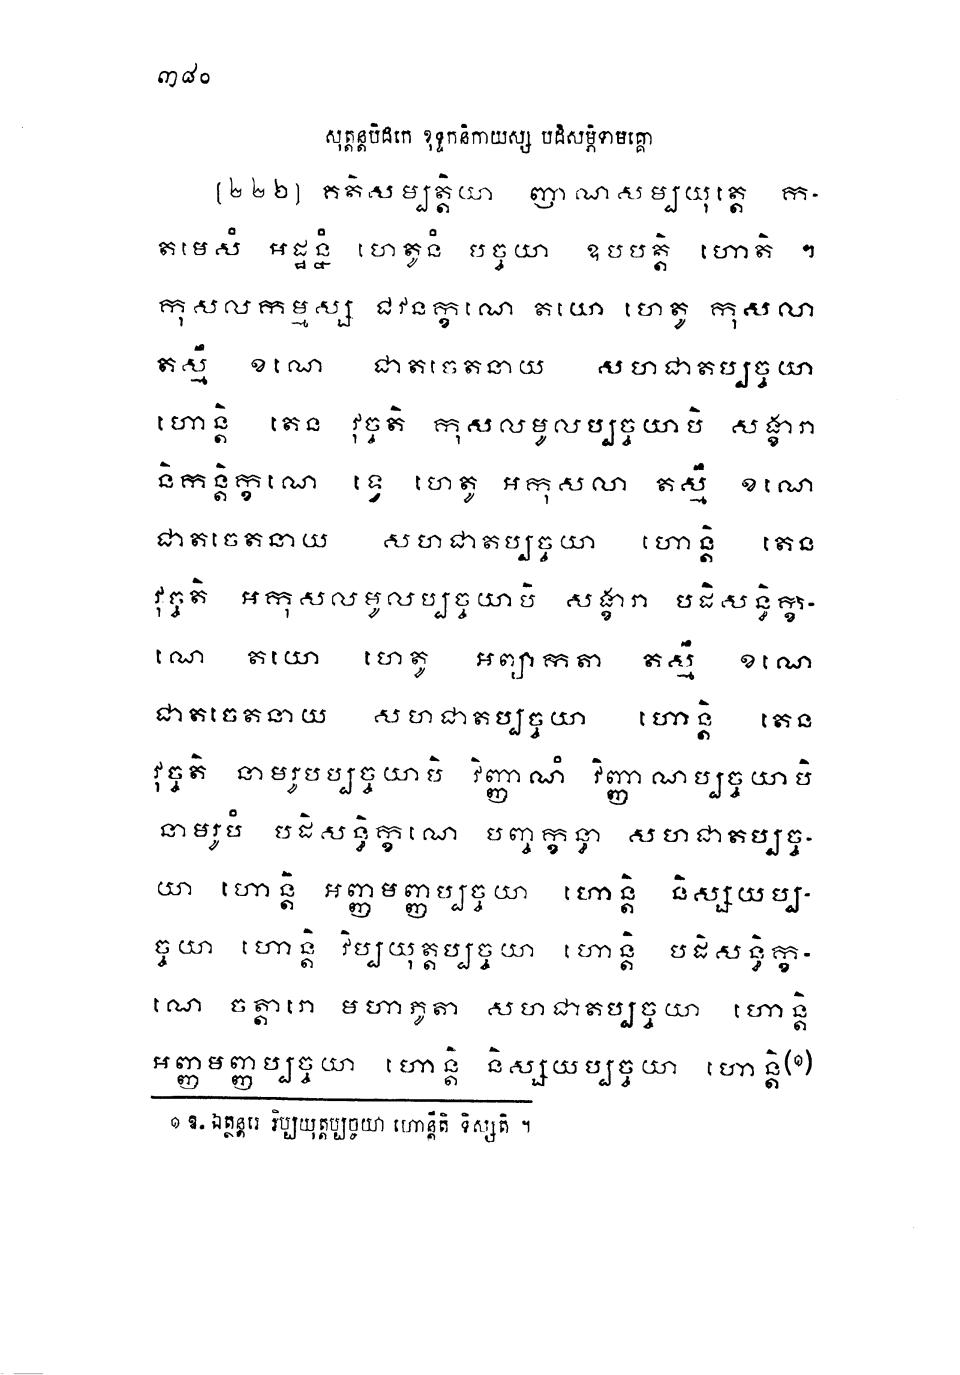 ៣៨០
សុត្តន្តបិដកេ ខុទ្ទកនិកាយស្ស បដិសម្ភិទាមគ្គោ
(២២៦) គតិសម្បត្តិយា ញាណសម្បយុត្តេ ក-
តមេសំ អដ្ឋន្នំ ហេតូនំ បច្ចយា ឧបបត្តិ ហោតិ ។
កុសលកម្មស្ស ជវនក្ខណេ តយោ ហេតូ កុសលា
តស្មឹ ខណេ ជាតចេតនាយ សហជាតប្បច្ចយា
ហោន្តិ តេន វុច្ចតិ កុសលមូលប្បច្ចយាបិ សង្ខារា
និកន្តិក្ខណេ ទ្វេ ហេតូ អកុសលា តស្មឹ ខណេ
ជាតចេតនាយ សហជាតប្បច្ចយា ហោន្តិ តេន
វុច្ចតិ អកុសលមូលប្បច្ចយាបិ សង្ខារា បដិសន្ធិក្ខ-
ណេ តយោ ហេតូ អព្យាកតា តស្មឹ ខណេ
ជាតចេតនាយ សហជាតប្បច្ចយា ហោន្តិ តេន
វុច្ចតិ នាមរូបប្បច្ចយាបិ វិញ្ញាណំ វិញ្ញាណប្បច្ចយាបិ
នាមរូបំ បដិសន្ធិក្ខណេ បញ្ចក្ខន្ធា សហជាតប្បច្ច-
យា ហោន្តិ អញ្ញមញ្ញប្បច្ចយា ហោន្តិ និស្សយប្ប-
ច្ចយា ហោន្តិ វិប្បយុត្តប្បច្ចយា ហោន្តិ បដិសន្ធិក្ខ-
ណេ ចត្តារោ មហាភូតា សហជាតប្បច្ចយា ហោន្តិ
អញ្ញមញ្ញប្បច្ចយា ហោន្តិ និស្សយប្បច្ចយា ហោន្តិ(១)
១ ឱ. ឯត្ថន្តរេ វិប្បយុត្តប្បច្ចយា ហោន្តីតិ ទិស្សតិ ។